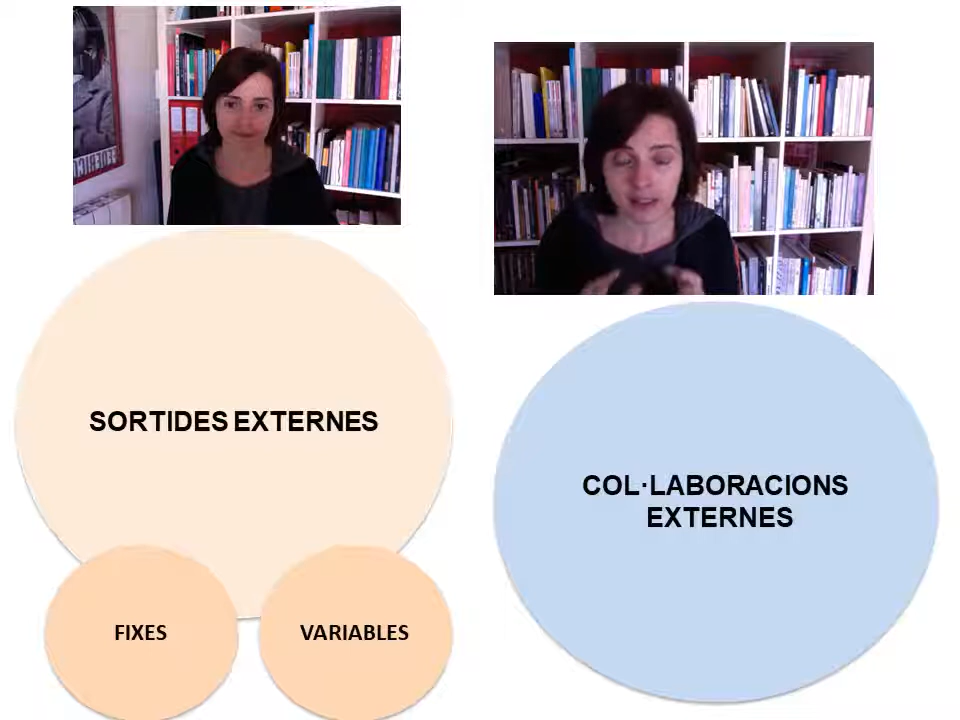 SORTIDES EXTERNES
COL·LABORACIONS
EXTERNES
FIXES
VARIABLES